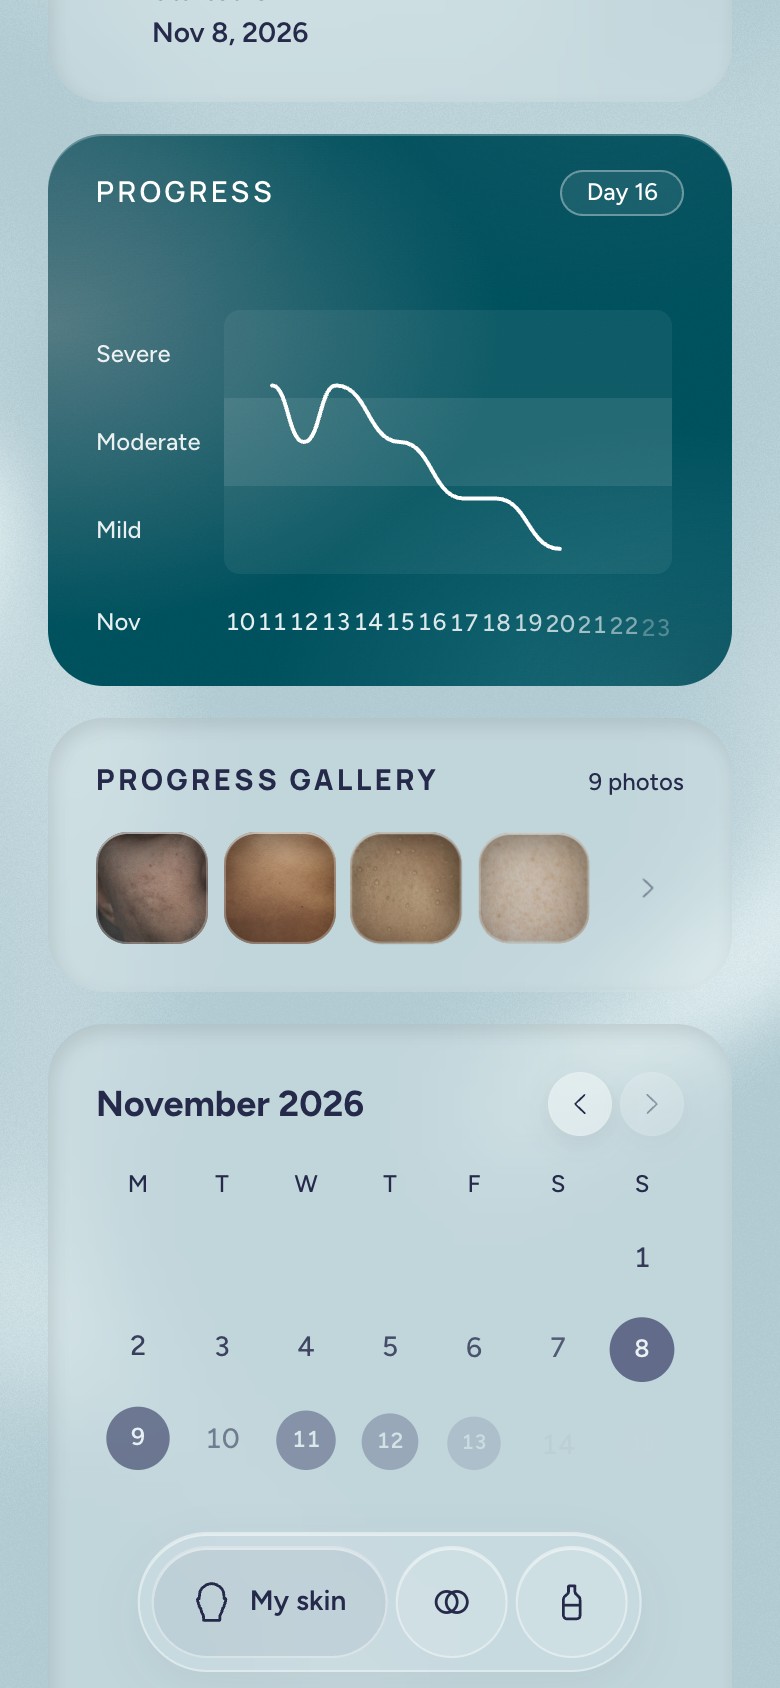 Nov 8, 2026
PROGRESS
Day 16
Severe
Moderate
Mild
Nov 10 11 12 13 14 15 16 17 18 19 20 21 22 23
PROGRESS GALLERY
9 photos
November 2026
M T W T F S S
1
2 3 4 5 6 7 8
9 10 11 12 13 14
My skin